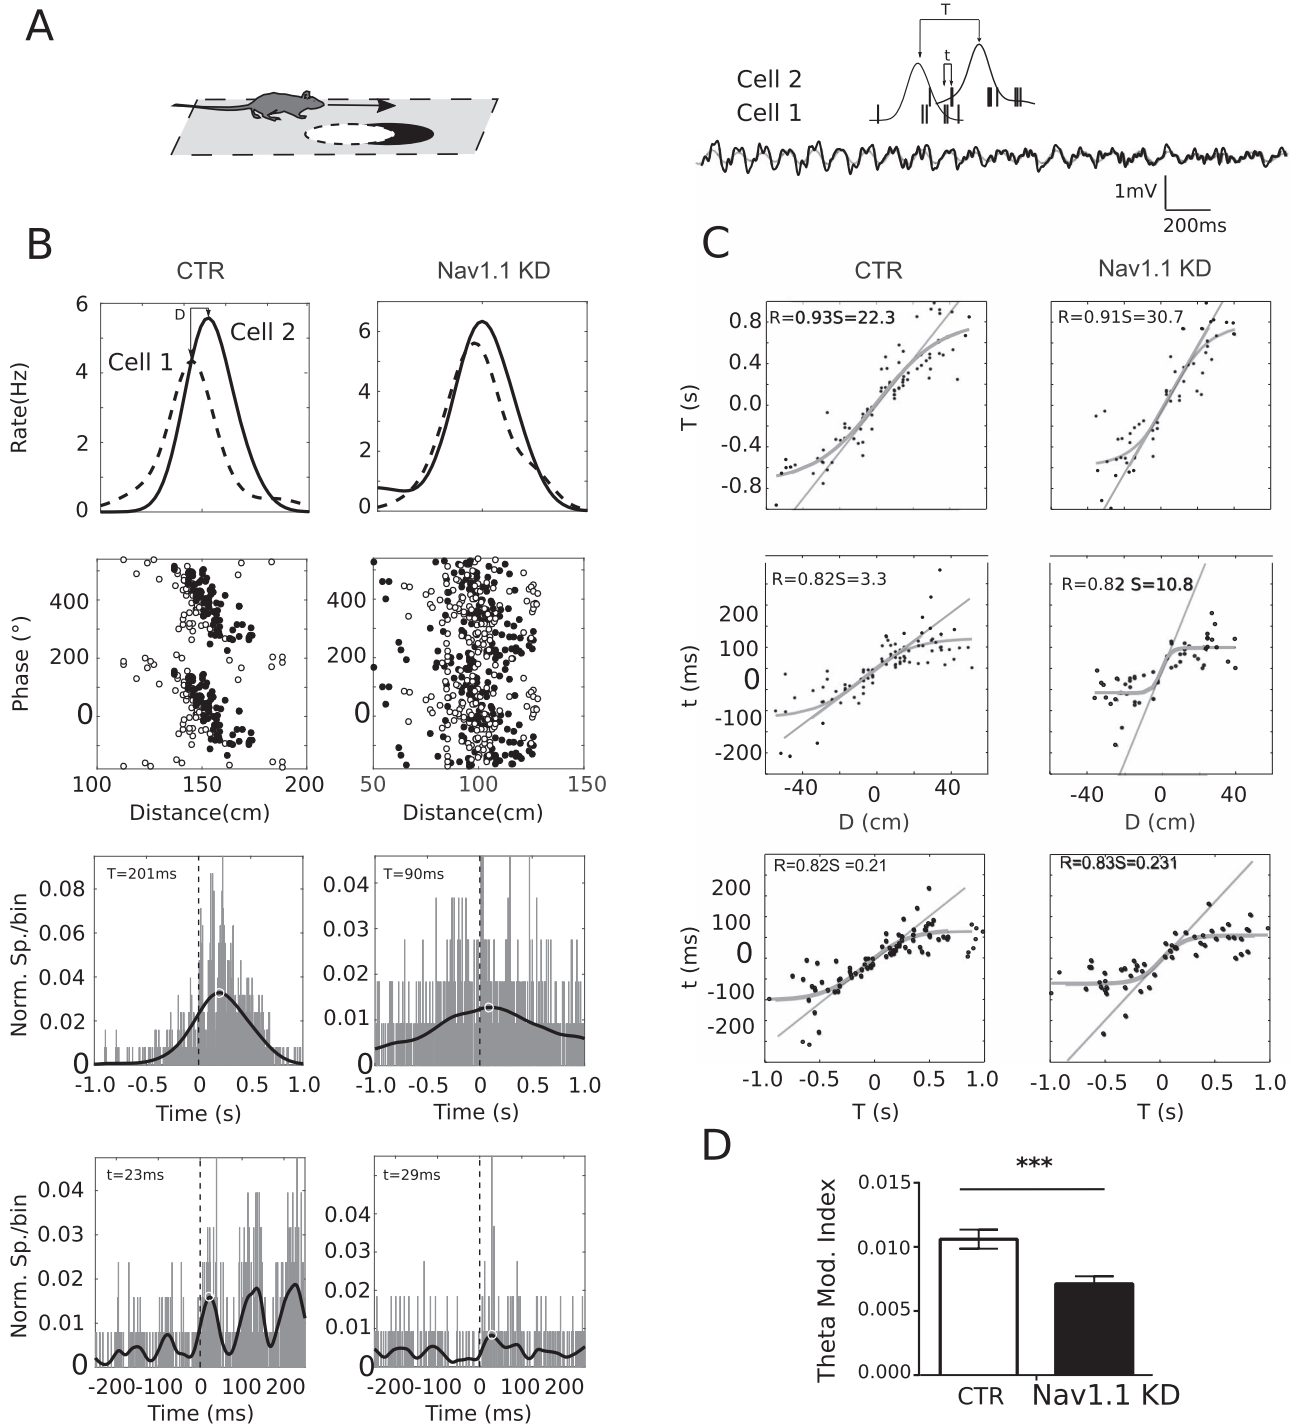 A
T
t
Cell 2
Cell 1
1mV
200ms
B
CTR
Nav1.1 KD
C
CTR
Nav1.1 KD
6
4
2
0
Rate(Hz)
D
Cell 1
Cell 2
6
4
2
0
400
200
0
Phase (°)
100
150
200
Distance(cm)
400
200
0
50
100
150
Distance(cm)
T=201ms
0.08
0.06
0.04
0.02
0
Norm. Sp./bin
-1.0
-0.5
0
0.5
1.0
Time (s)
T=90ms
0.04
0.03
0.02
0.01
0
-1.0
-0.5
0
0.5
1.0
Time (s)
t=23ms
0.04
0.03
0.02
0.01
0
Norm. Sp./bin
-200
-100
0
100
200
Time (ms)
t=29ms
0.04
0.03
0.02
0.01
0
-200
-100
0
100
200
Time (ms)
R=0.93S=22.3
0.8
0.4
0.0
-0.4
-0.8
T (s)
R=0.91S=30.7
R=0.82S=3.3
200
100
0
-100
-200
t (ms)
-40
0
40
D (cm)
R=0.82 S=10.8
-40
0
40
D (cm)
R=0.82S =0.21
200
100
0
-100
-200
t (ms)
-1.0
-0.5
0
0.5
1.0
T (s)
R=0.83S=0.231
-1.0
-0.5
0
0.5
1.0
T (s)
D
***
0.015
0.010
0.005
0.000
Theta Mod. Index
CTR
Nav1.1 KD